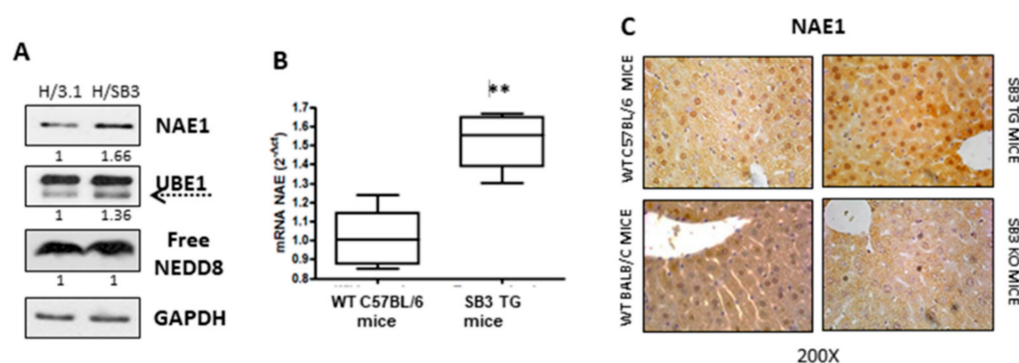 A
H/3.1 H/SB3
NAE1
1 1.66
UBE1
1 1.36
Free
NEDD8
1 1
GAPDH
B
**
mRNA NAE (2^-Δct)
1.7
1.6
1.5
1.4
1.3
1.2
1.1
1.0
0.9
0.8
WT C57BL/6
mice
SB3 TG
mice
C
NAE1
WT C57BL/6 MICE
SB3 TG MICE
WT BALB/C MICE
SB3 KO MICE
200X